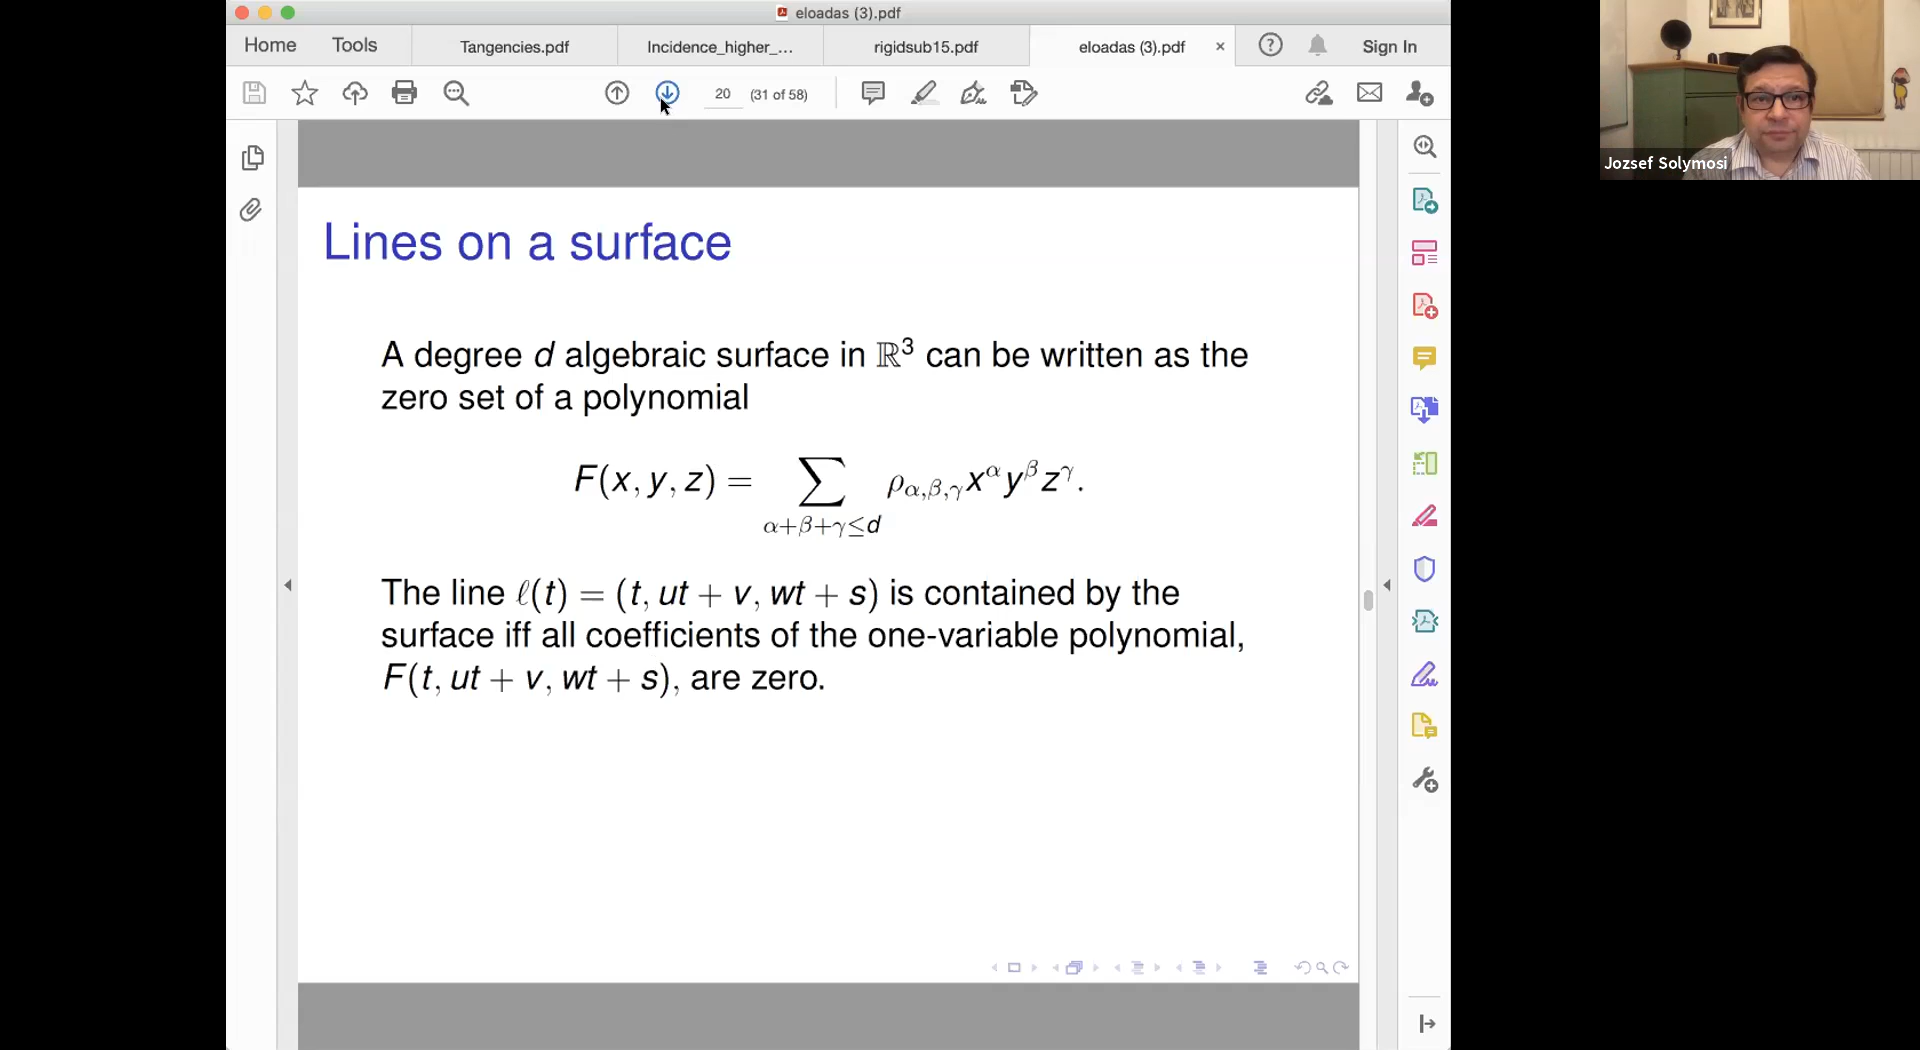 eloadas (3).pdf
Home Tools Tangencies.pdf Incidence_higher_... rigidsub15.pdf eloadas (3).pdf × Sign In
20 (31 of 58)
Jozsef Solymosi
Lines on a surface
A degree d algebraic surface in ℝ³ can be written as the
zero set of a polynomial
F(x, y, z) = ∑_{α+β+γ≤d} ρ_{α,β,γ} x^α y^β z^γ.
The line ℓ(t) = (t, ut + v, wt + s) is contained by the
surface iff all coefficients of the one-variable polynomial,
F(t, ut + v, wt + s), are zero.